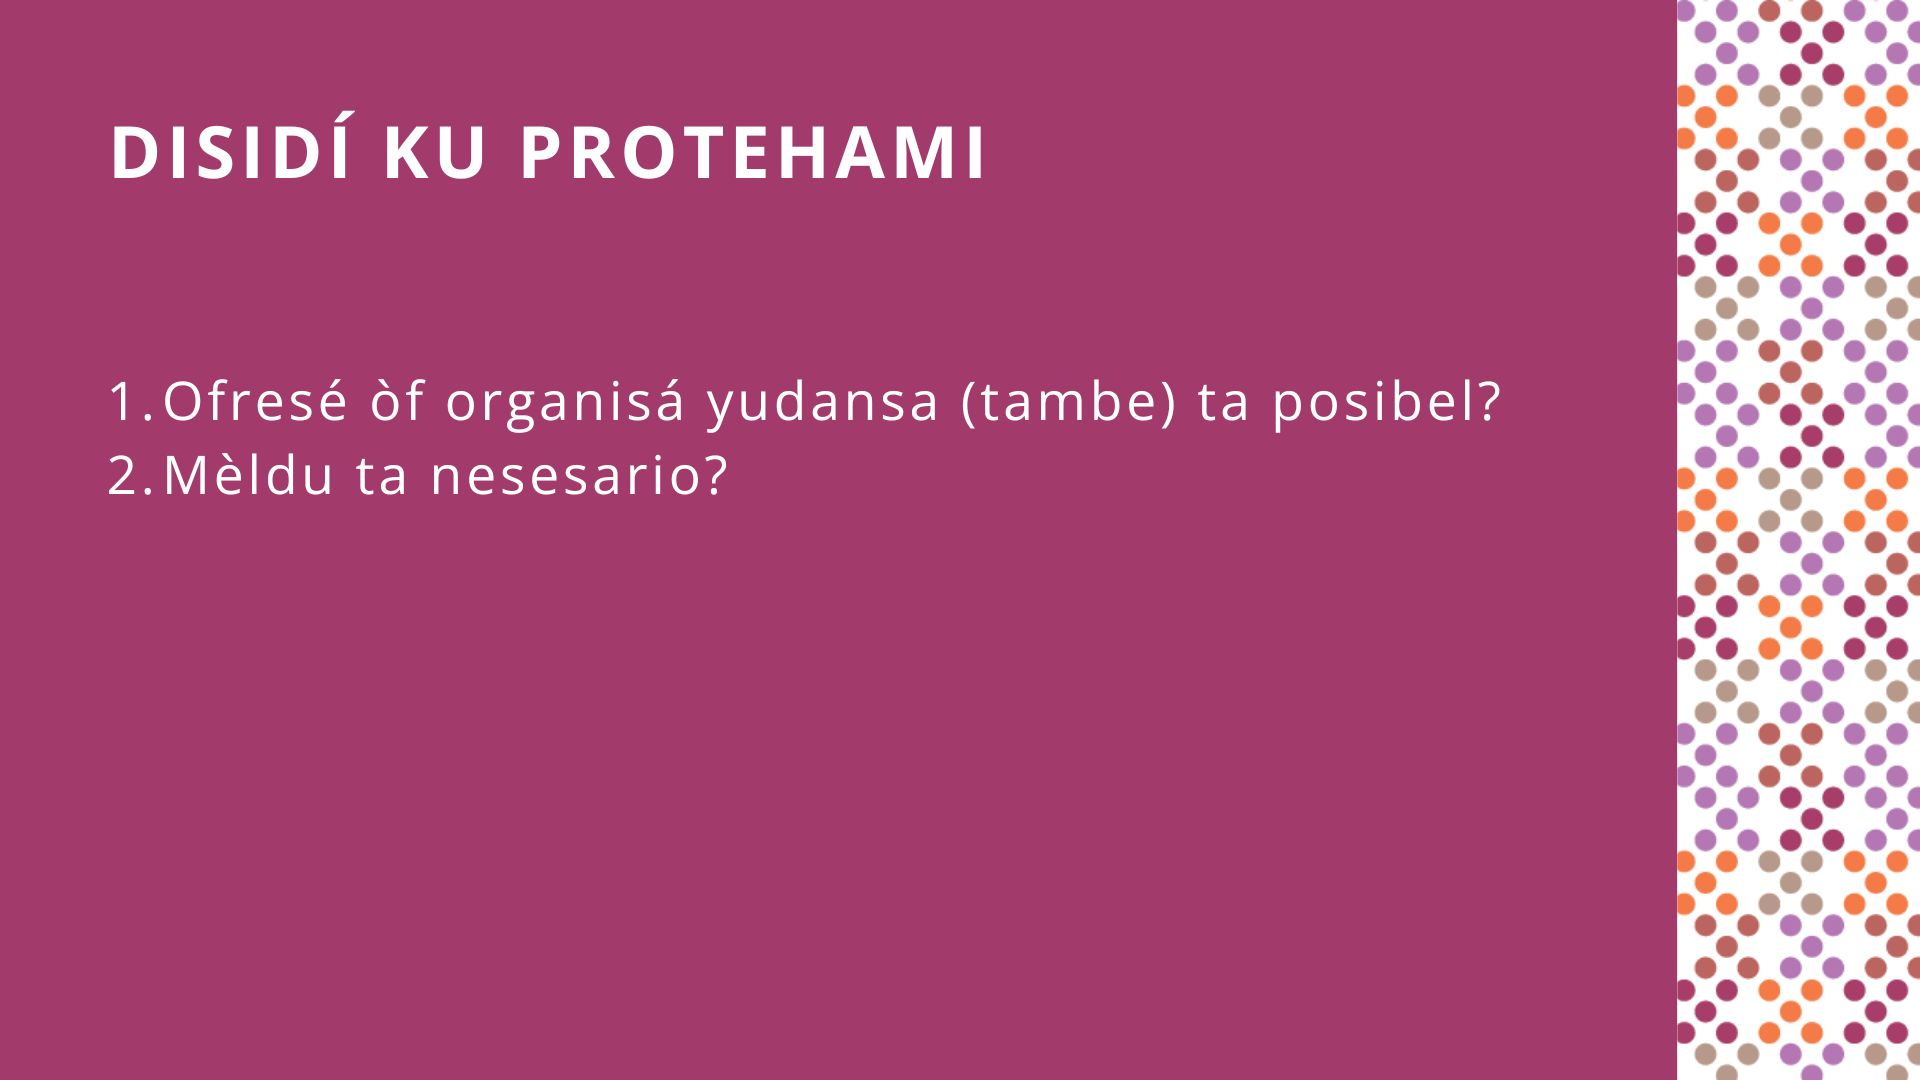 DISIDÍ KU PROTEHAMI
1. Ofresé òf organisá yudansa (tambe) ta posibel?
2. Mèldu ta nesesario?